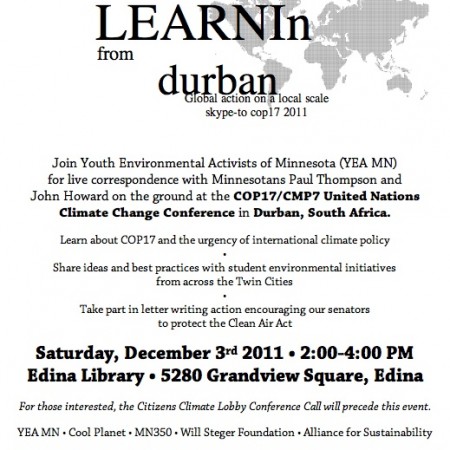 LEARNIn
from
durban
Global action on a local scale
skype-to cop17 2011
Join Youth Environmental Activists of Minnesota (YEA MN)
for live correspondence with Minnesotans Paul Thompson and
John Howard on the ground at the COP17/CMP7 United Nations
Climate Change Conference in Durban, South Africa.
Learn about COP17 and the urgency of international climate policy
•
Share ideas and best practices with student environmental initiatives
from across the Twin Cities
•
Take part in letter writing action encouraging our senators
to protect the Clean Air Act
Saturday, December 3rd 2011 • 2:00-4:00 PM
Edina Library • 5280 Grandview Square, Edina
For those interested, the Citizens Climate Lobby Conference Call will precede this event.
YEA MN • Cool Planet • MN350 • Will Steger Foundation • Alliance for Sustainability